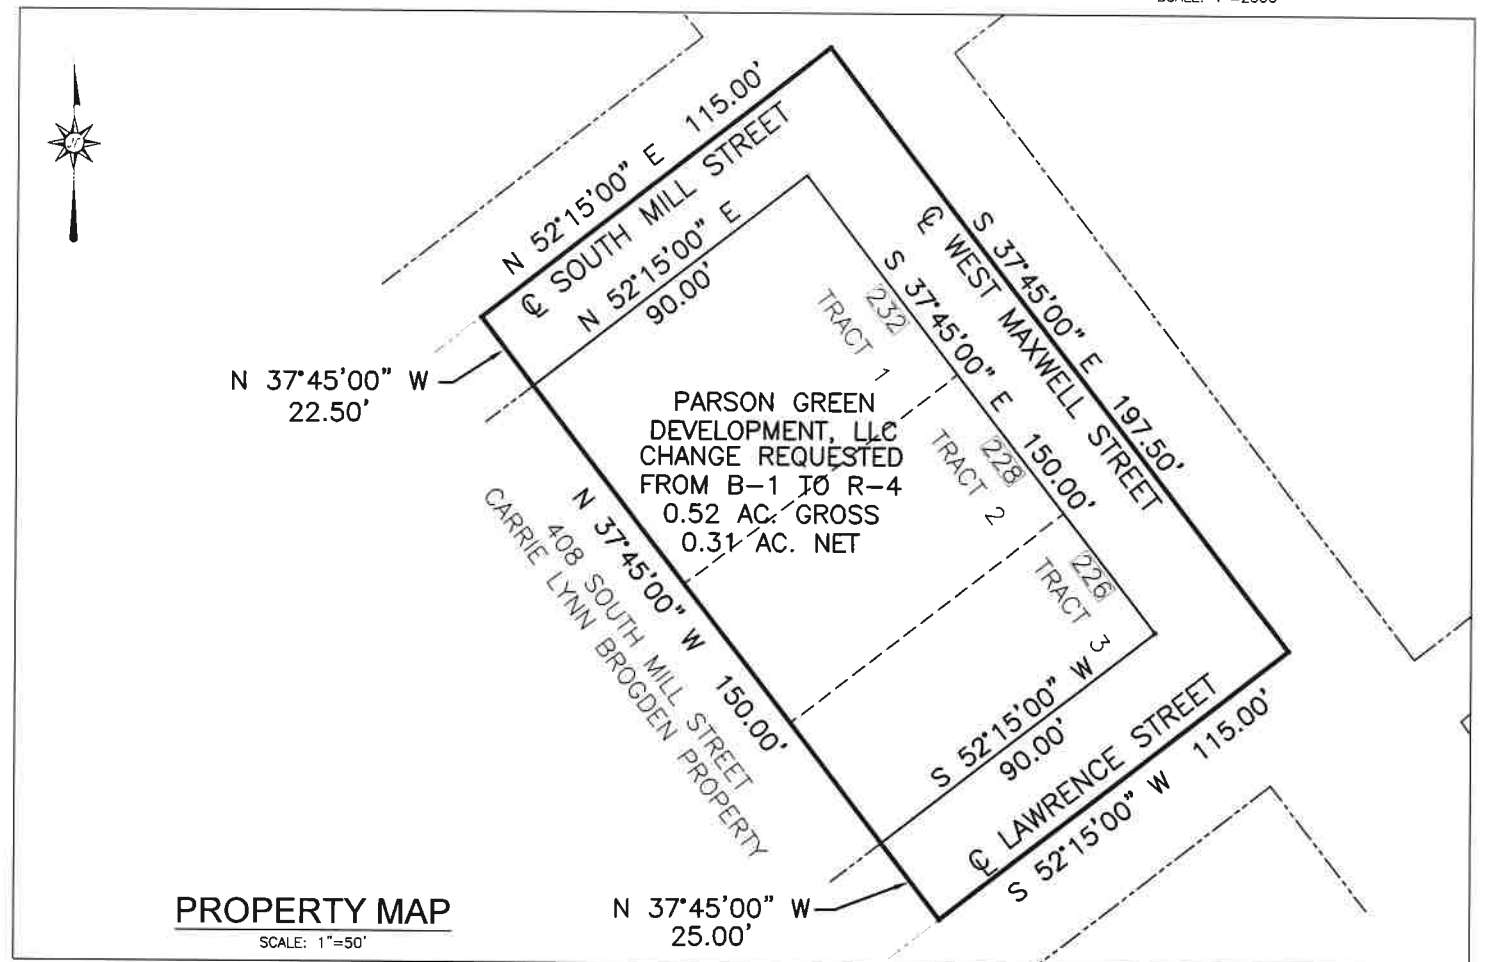 N 52°15'00" E 115.00'
℄ SOUTH MILL STREET
N 52°15'00" E
90.00'
N 37°45'00" W
22.50'
S 37°45'00" E 197.50'
℄ WEST MAXWELL STREET
S 37°45'00" E 150.00'
232
TRACT 1
228
TRACT 2
226
TRACT 3
PARSON GREEN
DEVELOPMENT, LLC
CHANGE REQUESTED
FROM B-1 TO R-4
0.52 AC. GROSS
0.31 AC. NET
N 37°45'00" W 150.00'
408 SOUTH MILL STREET
CARRIE LYNN BROGDEN PROPERTY
S 52°15'00" W
90.00'
℄ LAWRENCE STREET
S 52°15'00" W 115.00'
N 37°45'00" W
25.00'
PROPERTY MAP
SCALE: 1"=50'